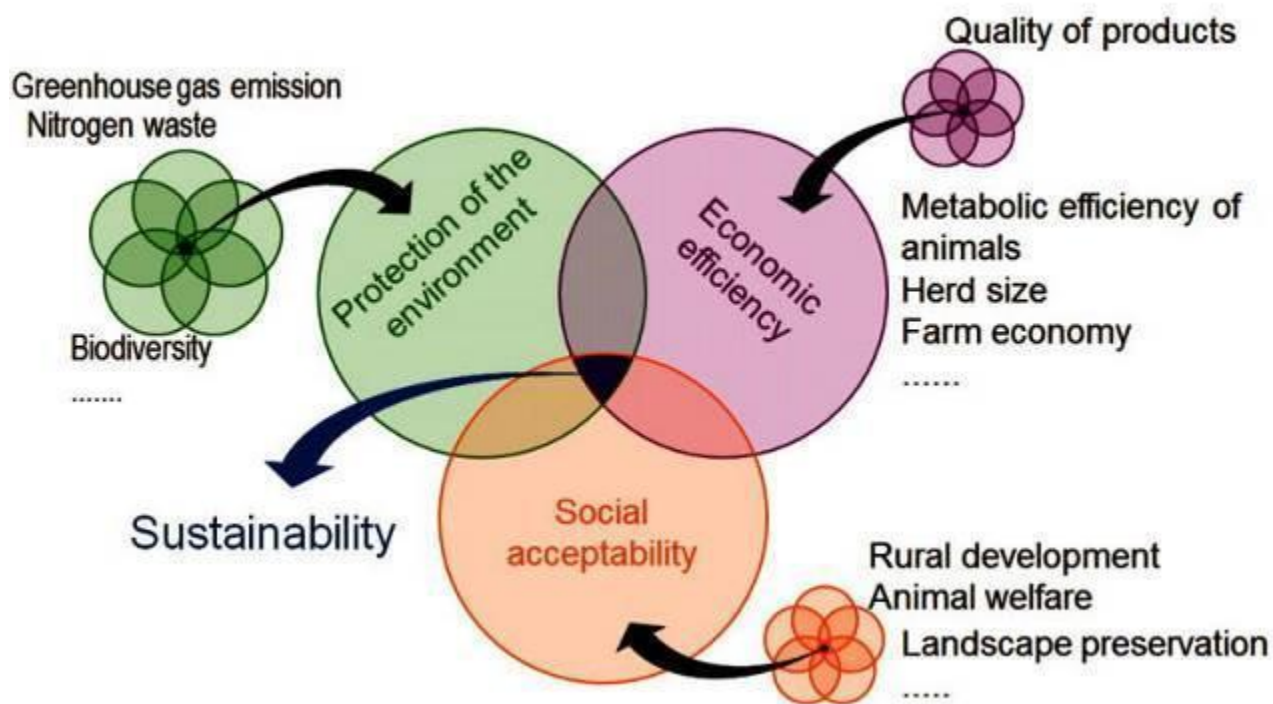 Quality of products
Greenhouse gas emission
Nitrogen waste
Protection of the
environment
Economic
efficiency
Metabolic efficiency of
animals
Herd size
Farm economy
......
Biodiversity
.......
Sustainability
Social
acceptability
Rural development
Animal welfare
Landscape preservation
.....